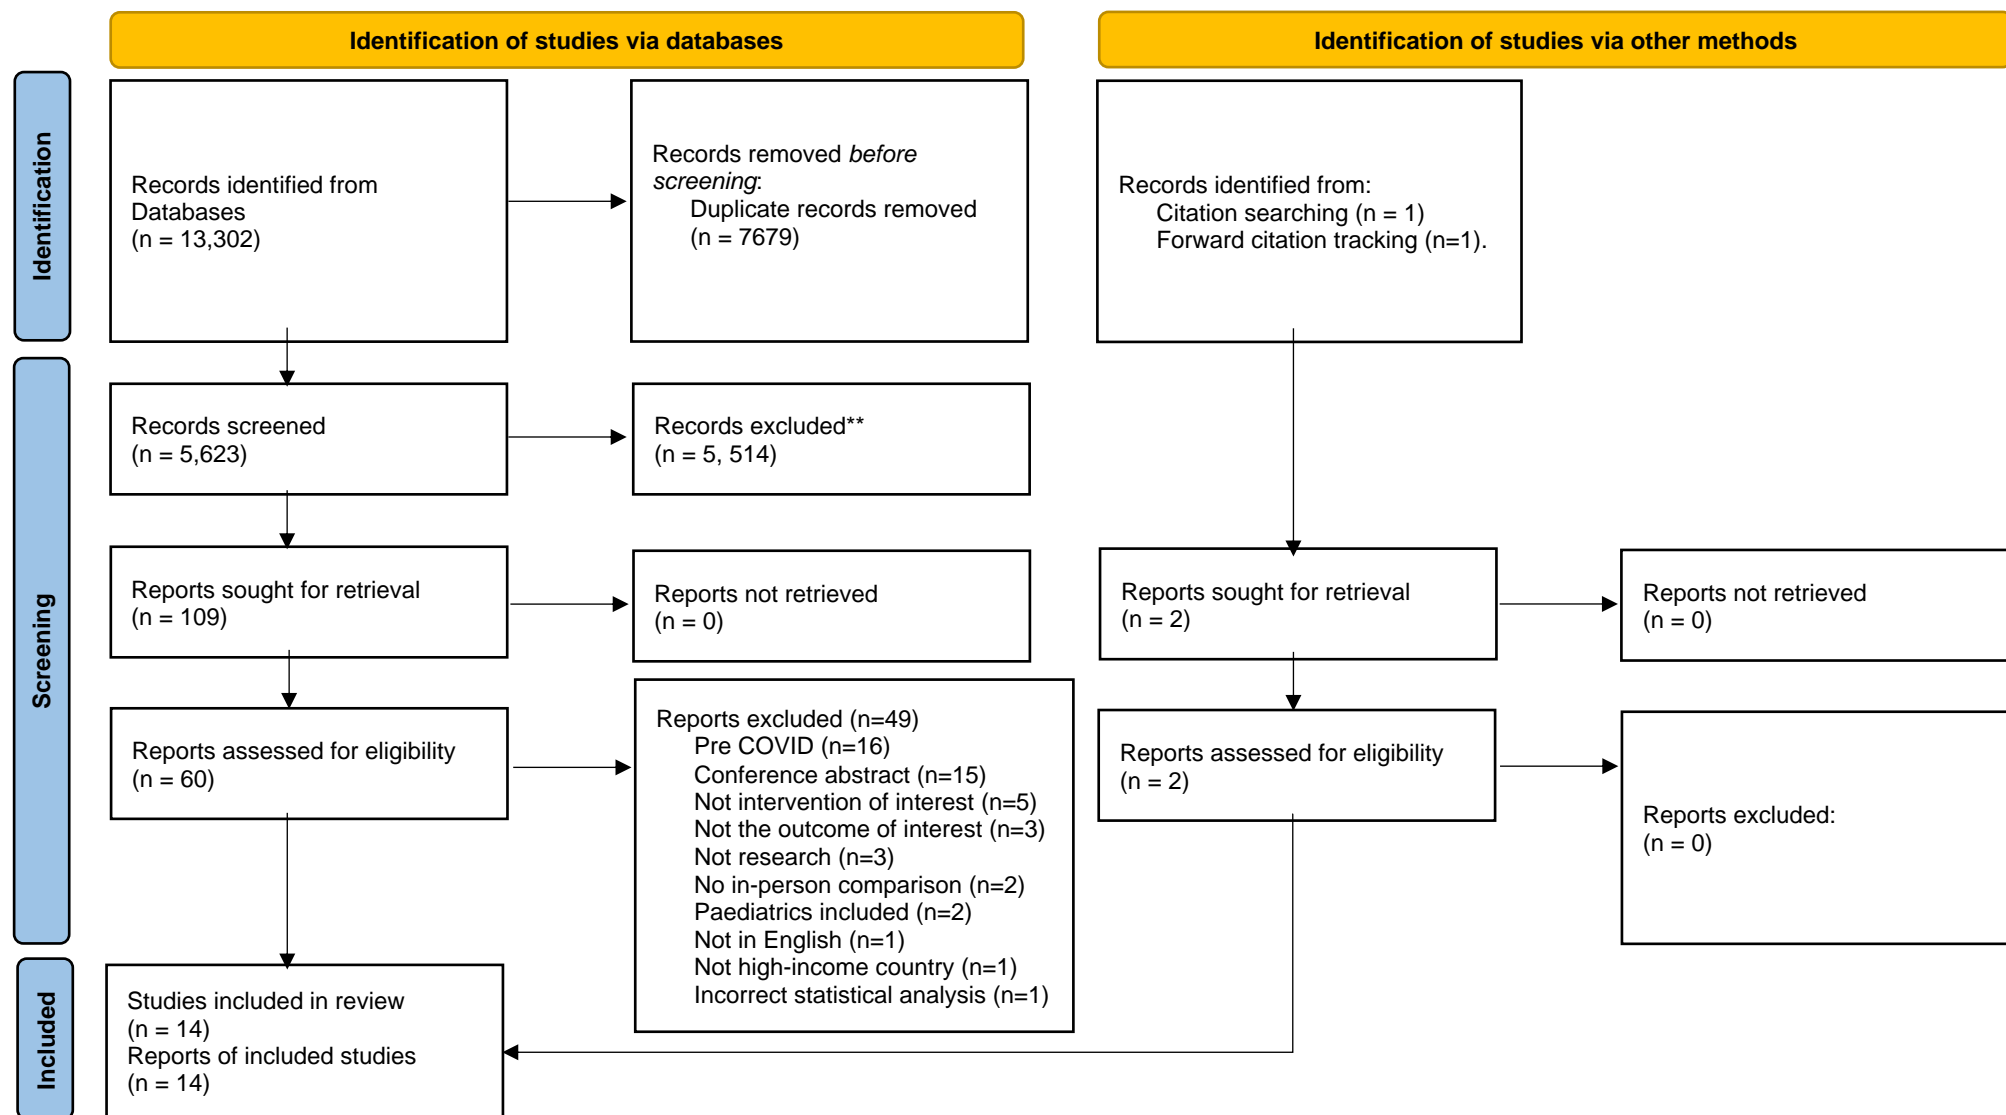 Identification of studies via databases
Identification of studies via other methods
Identification
Records identified from
Databases
(n = 13,302)
Records removed before
screening:
Duplicate records removed
(n = 7679)
Records identified from:
Citation searching (n = 1)
Forward citation tracking (n=1).
Screening
Records screened
(n = 5,623)
Records excluded**
(n = 5, 514)
Reports sought for retrieval
(n = 109)
Reports not retrieved
(n = 0)
Reports sought for retrieval
(n = 2)
Reports not retrieved
(n = 0)
Reports assessed for eligibility
(n = 60)
Reports excluded (n=49)
Pre COVID (n=16)
Conference abstract (n=15)
Not intervention of interest (n=5)
Not the outcome of interest (n=3)
Not research (n=3)
No in-person comparison (n=2)
Paediatrics included (n=2)
Not in English (n=1)
Not high-income country (n=1)
Incorrect statistical analysis (n=1)
Reports assessed for eligibility
(n = 2)
Reports excluded:
(n = 0)
Included
Studies included in review
(n = 14)
Reports of included studies
(n = 14)